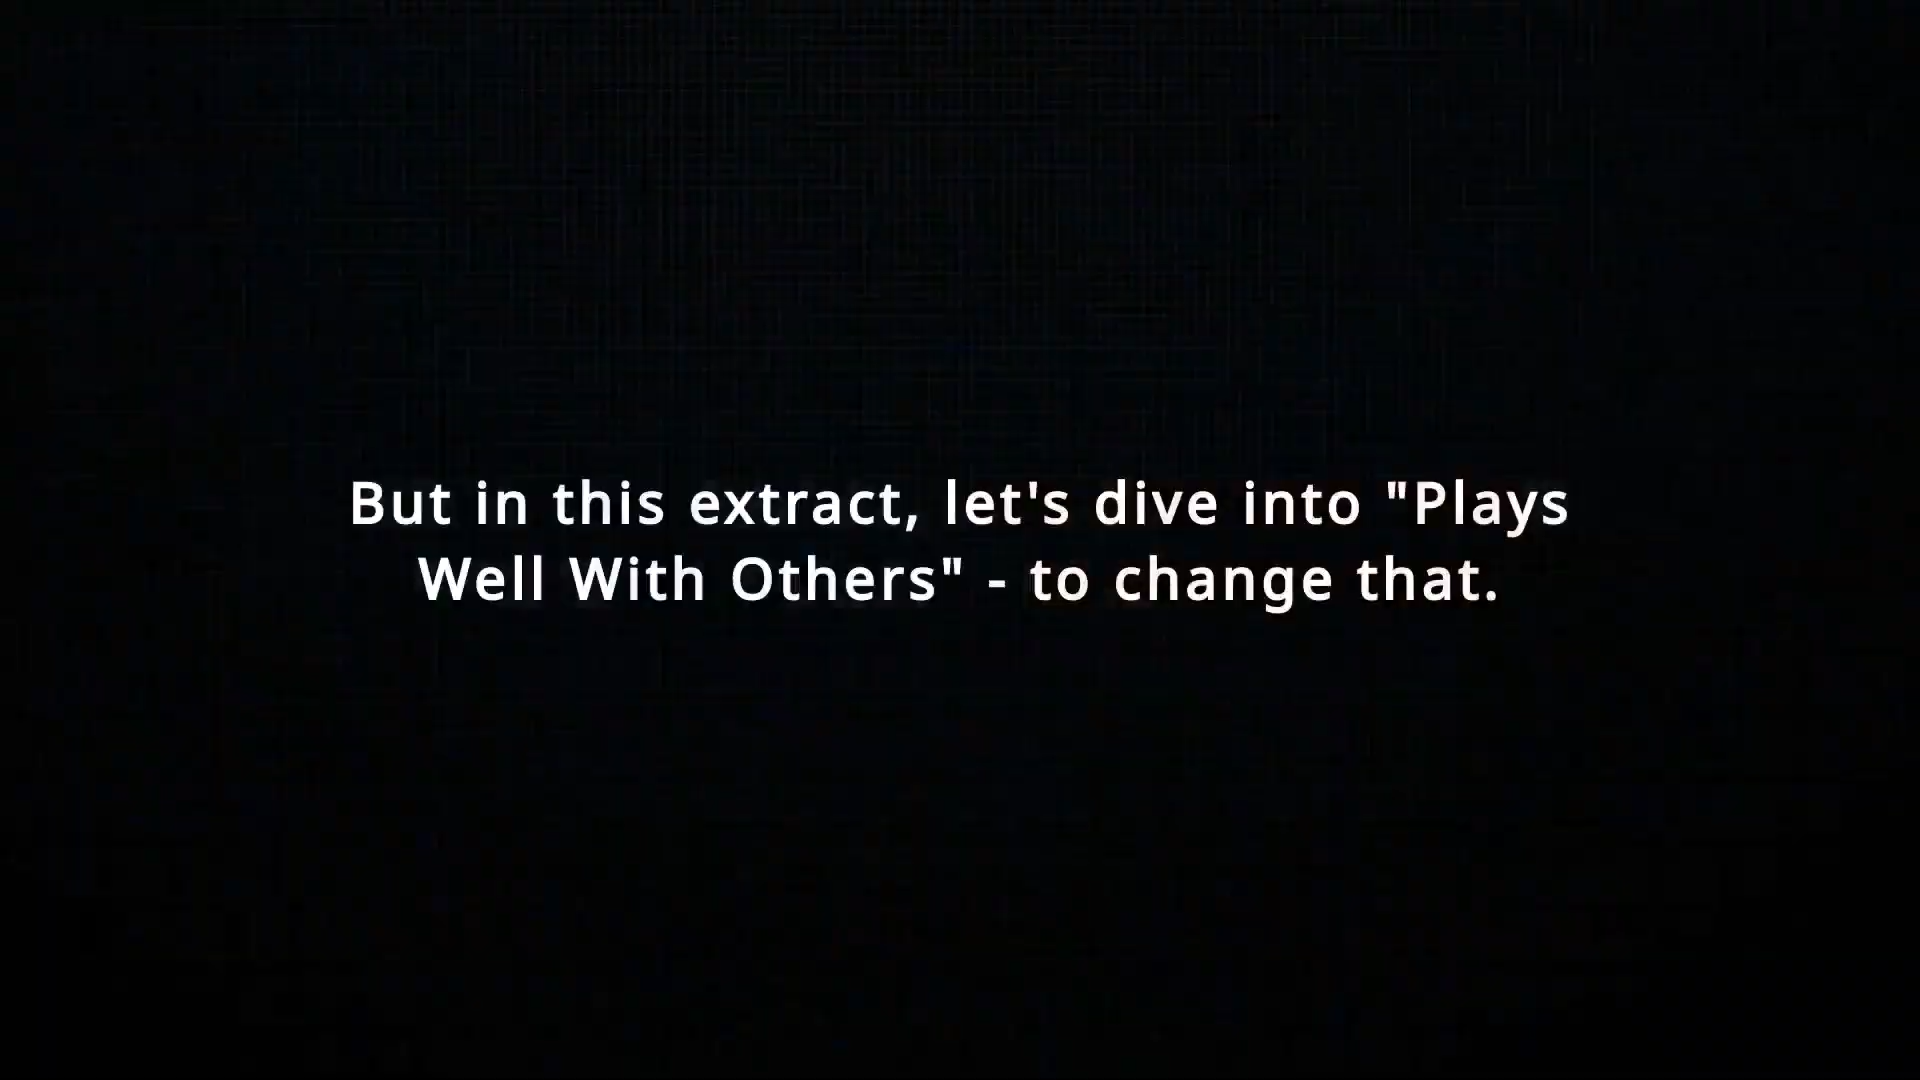 But in this extract, let's dive into "Plays
Well With Others" - to change that.